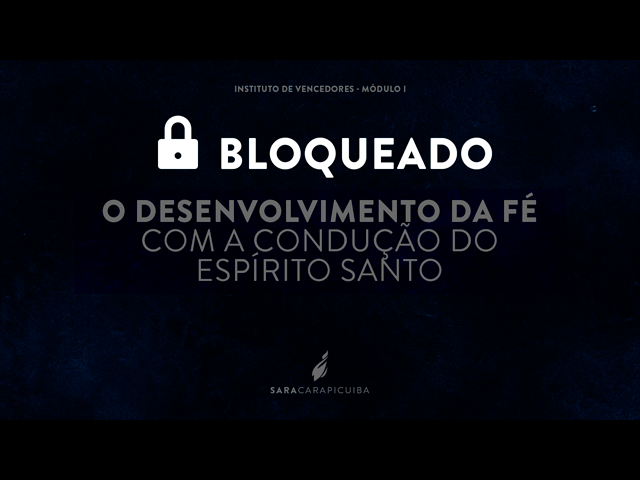 INSTITUTO DE VENCEDORES - MÓDULO I
BLOQUEADO
O DESENVOLVIMENTO DA FÉ
COM A CONDUÇÃO DO
ESPÍRITO SANTO
SARACARAPICUIBA